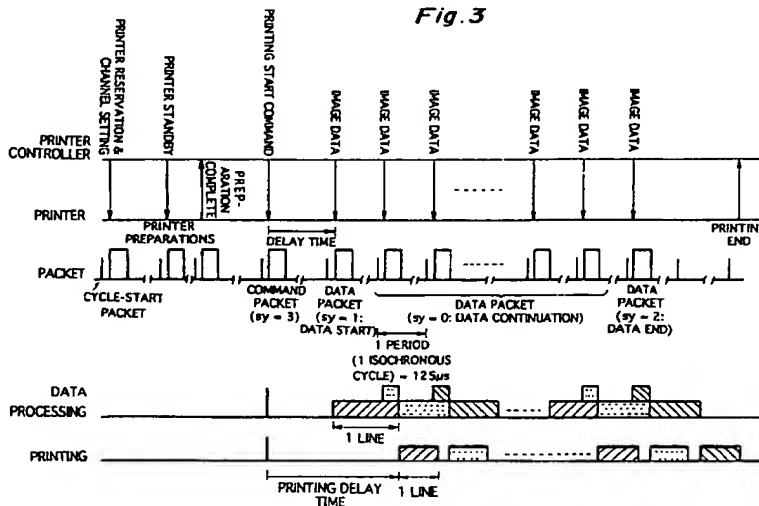 Fig.3
PRINTER RESERVATION &
CHANNEL SETTING
PRINTER STANDBY
PRINTING START COMMAND
IMAGE DATA
IMAGE DATA
IMAGE DATA
IMAGE DATA
IMAGE DATA
IMAGE DATA
PRINTER
CONTROLLER
PREP-
ARATION
COMPLETE
PRINTER
PRINTER
PREPARATIONS
DELAY TIME
PRINTIN
END
PACKET
CYCLE-START
PACKET
COMMAND
PACKET
(sy = 3)
DATA
PACKET
(sy = 1:
DATA START)
DATA PACKET
(sy = 0: DATA CONTINUATION)
DATA
PACKET
(sy = 2:
DATA END)
1 PERIOD
(1 ISOCHRONOUS
CYCLE) = 125μs
DATA
PROCESSING
1 LINE
PRINTING
PRINTING DELAY
TIME
1 LINE